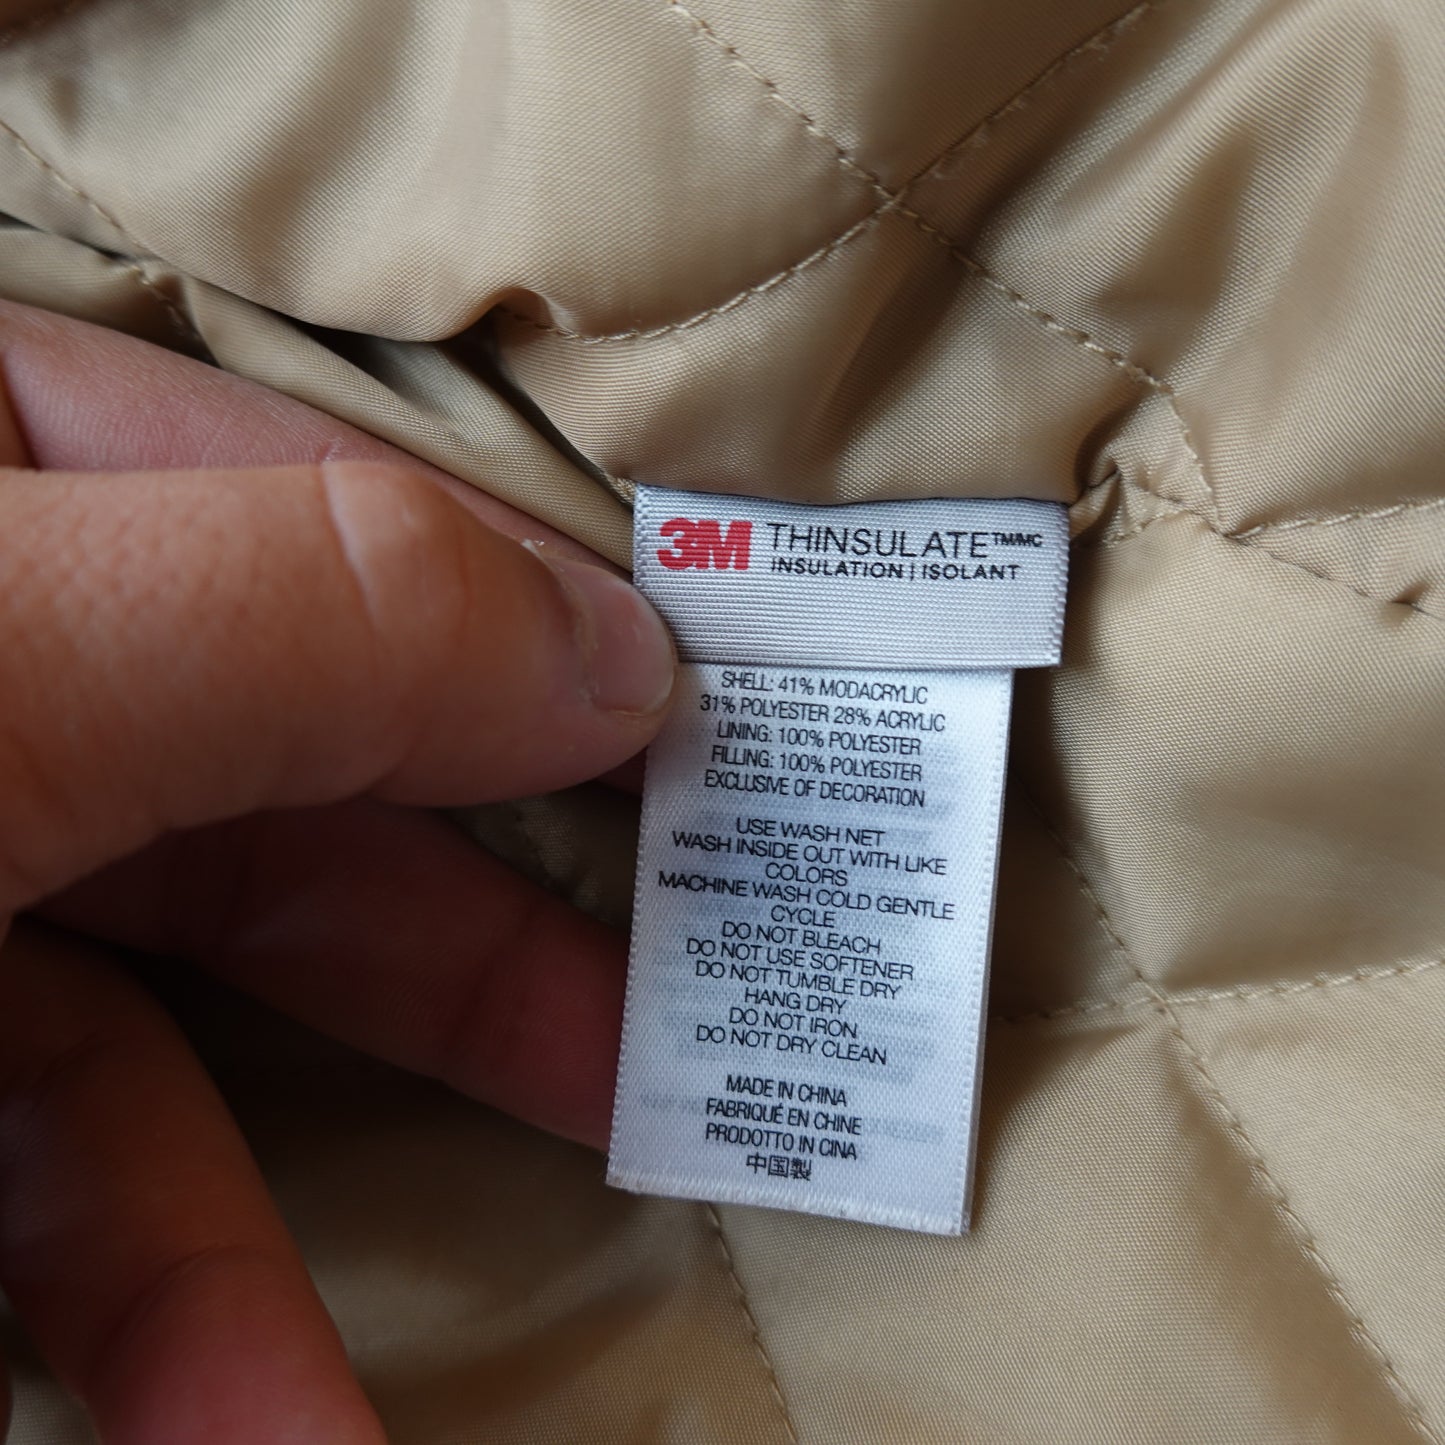 3M THINSULATE™/MC
INSULATION | ISOLANT
SHELL: 41% MODACRYLIC
31% POLYESTER 28% ACRYLIC
LINING: 100% POLYESTER
FILLING: 100% POLYESTER
EXCLUSIVE OF DECORATION
USE WASH NET
WASH INSIDE OUT WITH LIKE
COLORS
MACHINE WASH COLD GENTLE
CYCLE
DO NOT BLEACH
DO NOT USE SOFTENER
DO NOT TUMBLE DRY
HANG DRY
DO NOT IRON
DO NOT DRY CLEAN
MADE IN CHINA
FABRIQUÉ EN CHINE
PRODOTTO IN CINA
中国製